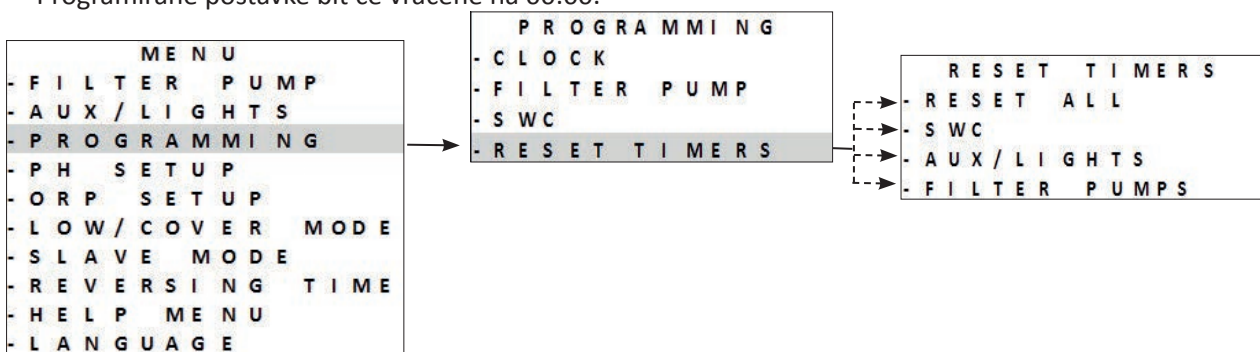 Programirane postavke bit će vraćene na 00:00.
MENU
- FILTER PUMP
- AUX/LIGHTS
- PROGRAMMING
- PH SETUP
- ORP SETUP
- LOW/COVER MODE
- SLAVE MODE
- REVERSING TIME
- HELP MENU
- LANGUAGE
PROGRAMMING
- CLOCK
- FILTER PUMP
- SWC
- RESET TIMERS
RESET TIMERS
- RESET ALL
- SWC
- AUX/LIGHTS
- FILTER PUMPS